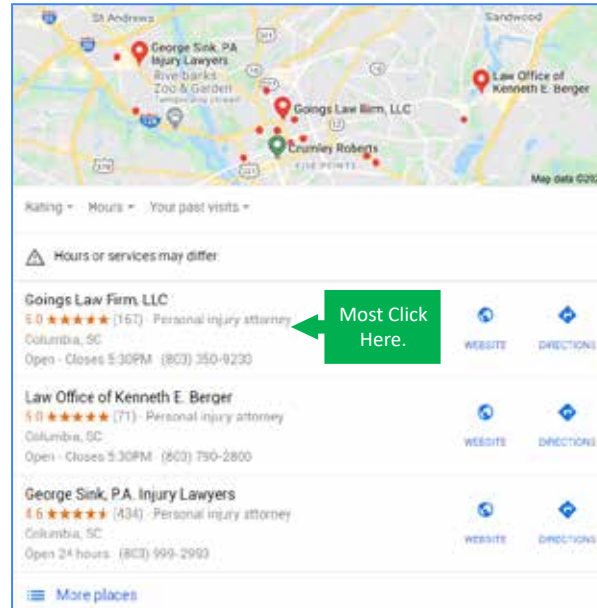 St Andrews
Sandwood
George Sink, PA
Injury Lawyers
Riverbanks
Zoo & Garden
Law Office of
Kenneth E. Berger
Goings Law Firm, LLC
Crumley Roberts
FIVE POINTS
Map data ©202
Rating
Hours
Your past visits
Hours or services may differ
Goings Law Firm, LLC
5.0 ★★★★★ (167) · Personal injury attorney
Most Click
Here.
Columbia, SC
Open · Closes 5:30PM · (803) 350-9230
WEBSITE
DIRECTIONS
Law Office of Kenneth E. Berger
5.0 ★★★★★ (71) · Personal injury attorney
Columbia, SC
Open · Closes 5:30PM · (803) 790-2800
WEBSITE
DIRECTIONS
George Sink, P.A. Injury Lawyers
4.6 ★★★★★ (434) · Personal injury attorney
Columbia, SC
Open 24 hours · (803) 999-2993
WEBSITE
DIRECTIONS
More places